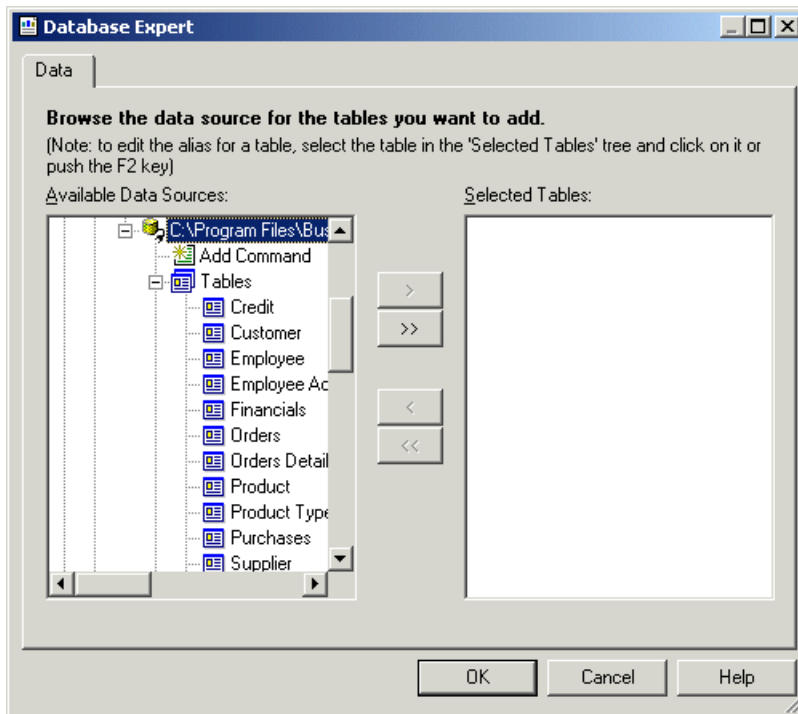 Database Expert
Data
Browse the data source for the tables you want to add.
(Note: to edit the alias for a table, select the table in the 'Selected Tables' tree and click on it or
push the F2 key)
Available Data Sources:
Selected Tables:
C:\Program Files\Bus
Add Command
Tables
Credit
Customer
Employee
Employee Ad
Financials
Orders
Orders Detail
Product
Product Type
Purchases
Supplier
>
>>
<
<<
OK
Cancel
Help